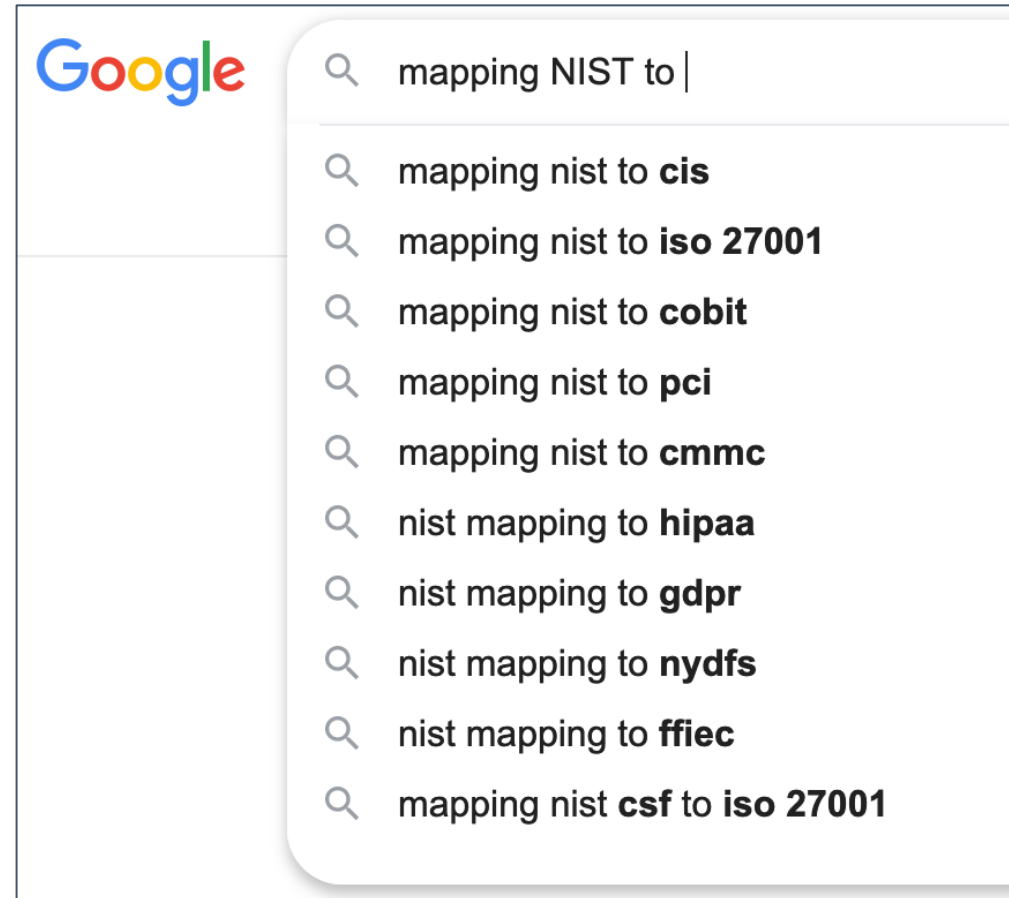 Google
mapping NIST to
mapping nist to cis
mapping nist to iso 27001
mapping nist to cobit
mapping nist to pci
mapping nist to cmmc
nist mapping to hipaa
nist mapping to gdpr
nist mapping to nydfs
nist mapping to ffiec
mapping nist csf to iso 27001